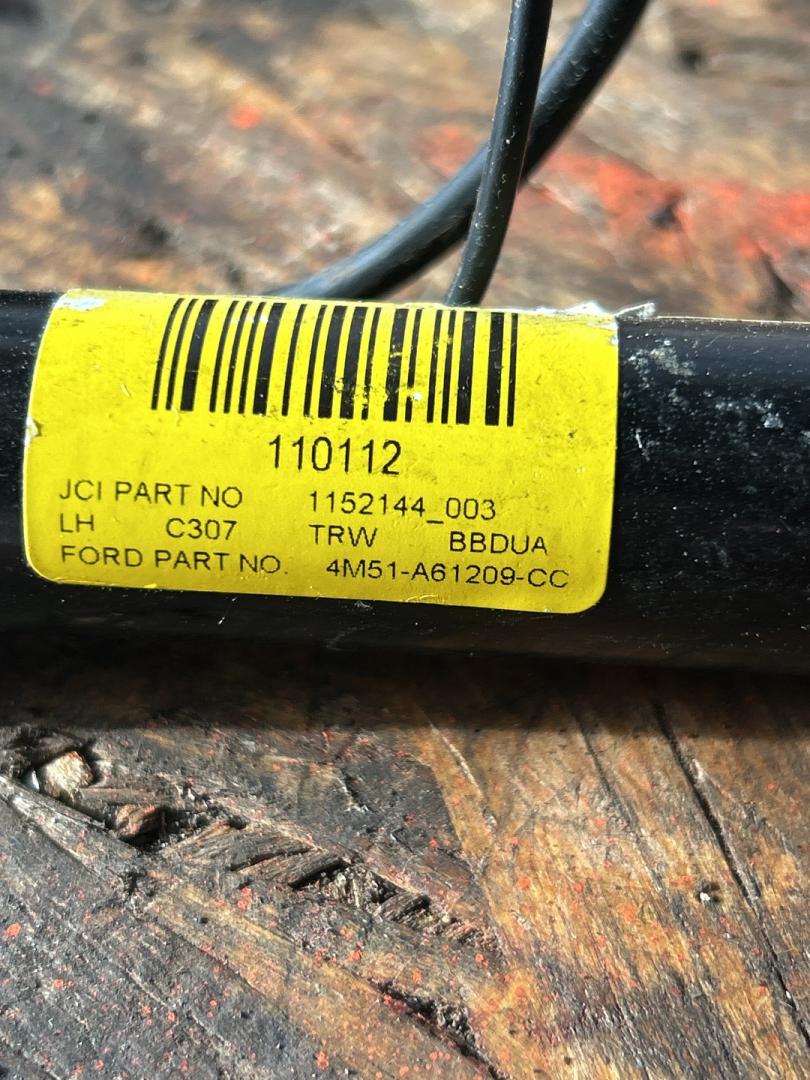 110112
JCI PART NO 1152144_003
LH C307 TRW BBDUA
FORD PART NO. 4M51-A61209-CC